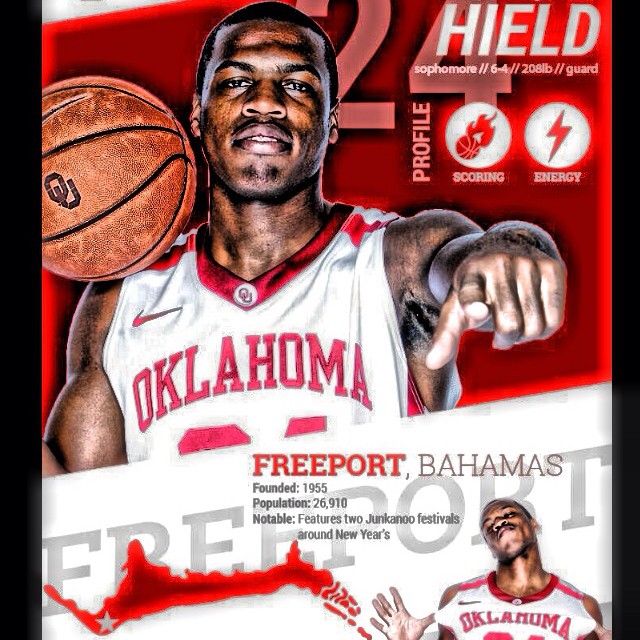 24
HIELD
sophomore // 6-4 // 208lb // guard
PROFILE
SCORING
ENERGY
OU
OU
OKLAHOMA
FREEPORT, BAHAMAS
Founded: 1955
Population: 26,910
Notable: Features two Junkanoo festivals
around New Year's
FREEPORT
OKLAHOMA